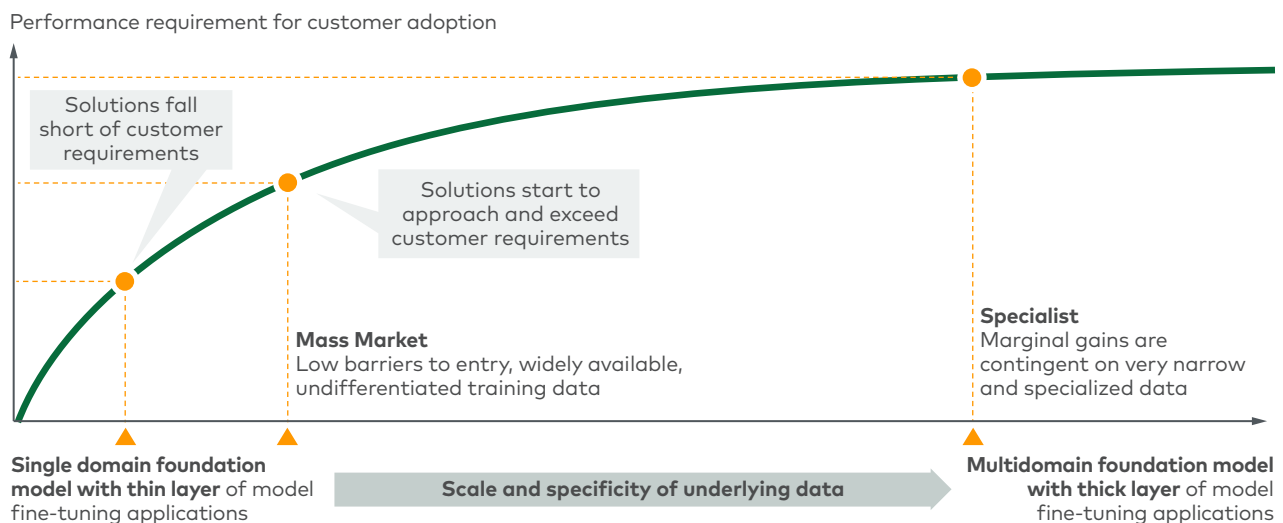 Performance requirement for customer adoption
Solutions fall
short of customer
requirements
Solutions start to
approach and exceed
customer requirements
Mass Market
Low barriers to entry, widely available,
undifferentiated training data
Specialist
Marginal gains are
contingent on very narrow
and specialized data
Single domain foundation
model with thin layer of model
fine-tuning applications
Scale and specificity of underlying data
Multidomain foundation model
with thick layer of model
fine-tuning applications